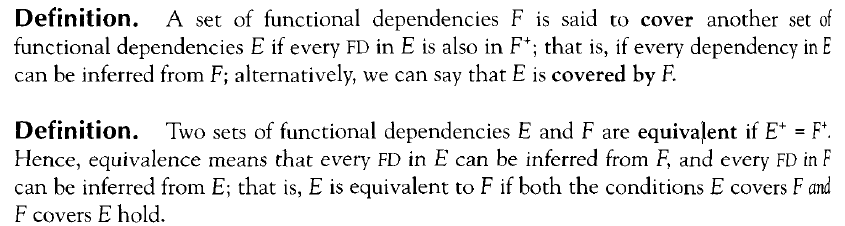 Definition. A set of functional dependencies F is said to cover another set of
functional dependencies E if every FD in E is also in F⁺; that is, if every dependency in E
can be inferred from F; alternatively, we can say that E is covered by F.
Definition. Two sets of functional dependencies E and F are equivalent if E⁺ = F⁺.
Hence, equivalence means that every FD in E can be inferred from F, and every FD in F
can be inferred from E; that is, E is equivalent to F if both the conditions E covers F and
F covers E hold.